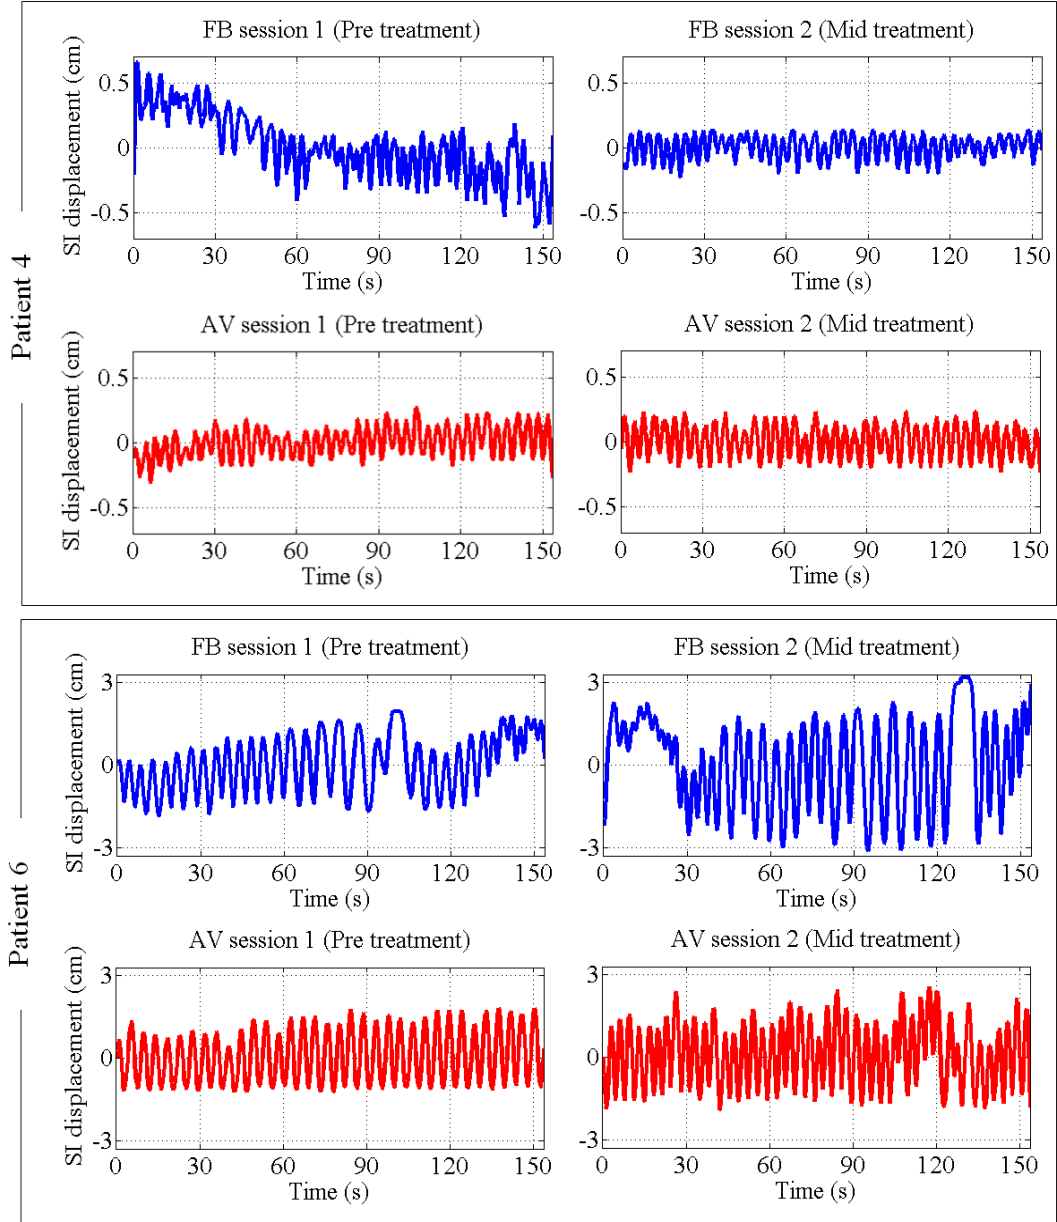 Patient 4
FB session 1 (Pre treatment)
SI displacement (cm)
0.5
0
-0.5
0 30 60 90 120 150
Time (s)
FB session 2 (Mid treatment)
0.5
0
-0.5
0 30 60 90 120 150
Time (s)
AV session 1 (Pre treatment)
SI displacement (cm)
0.5
0
-0.5
0 30 60 90 120 150
Time (s)
AV session 2 (Mid treatment)
0.5
0
-0.5
0 30 60 90 120 150
Time (s)
Patient 6
FB session 1 (Pre treatment)
SI displacement (cm)
3
0
-3
0 30 60 90 120 150
Time (s)
FB session 2 (Mid treatment)
3
0
-3
0 30 60 90 120 150
Time (s)
AV session 1 (Pre treatment)
SI displacement (cm)
3
0
-3
0 30 60 90 120 150
Time (s)
AV session 2 (Mid treatment)
3
0
-3
0 30 60 90 120 150
Time (s)